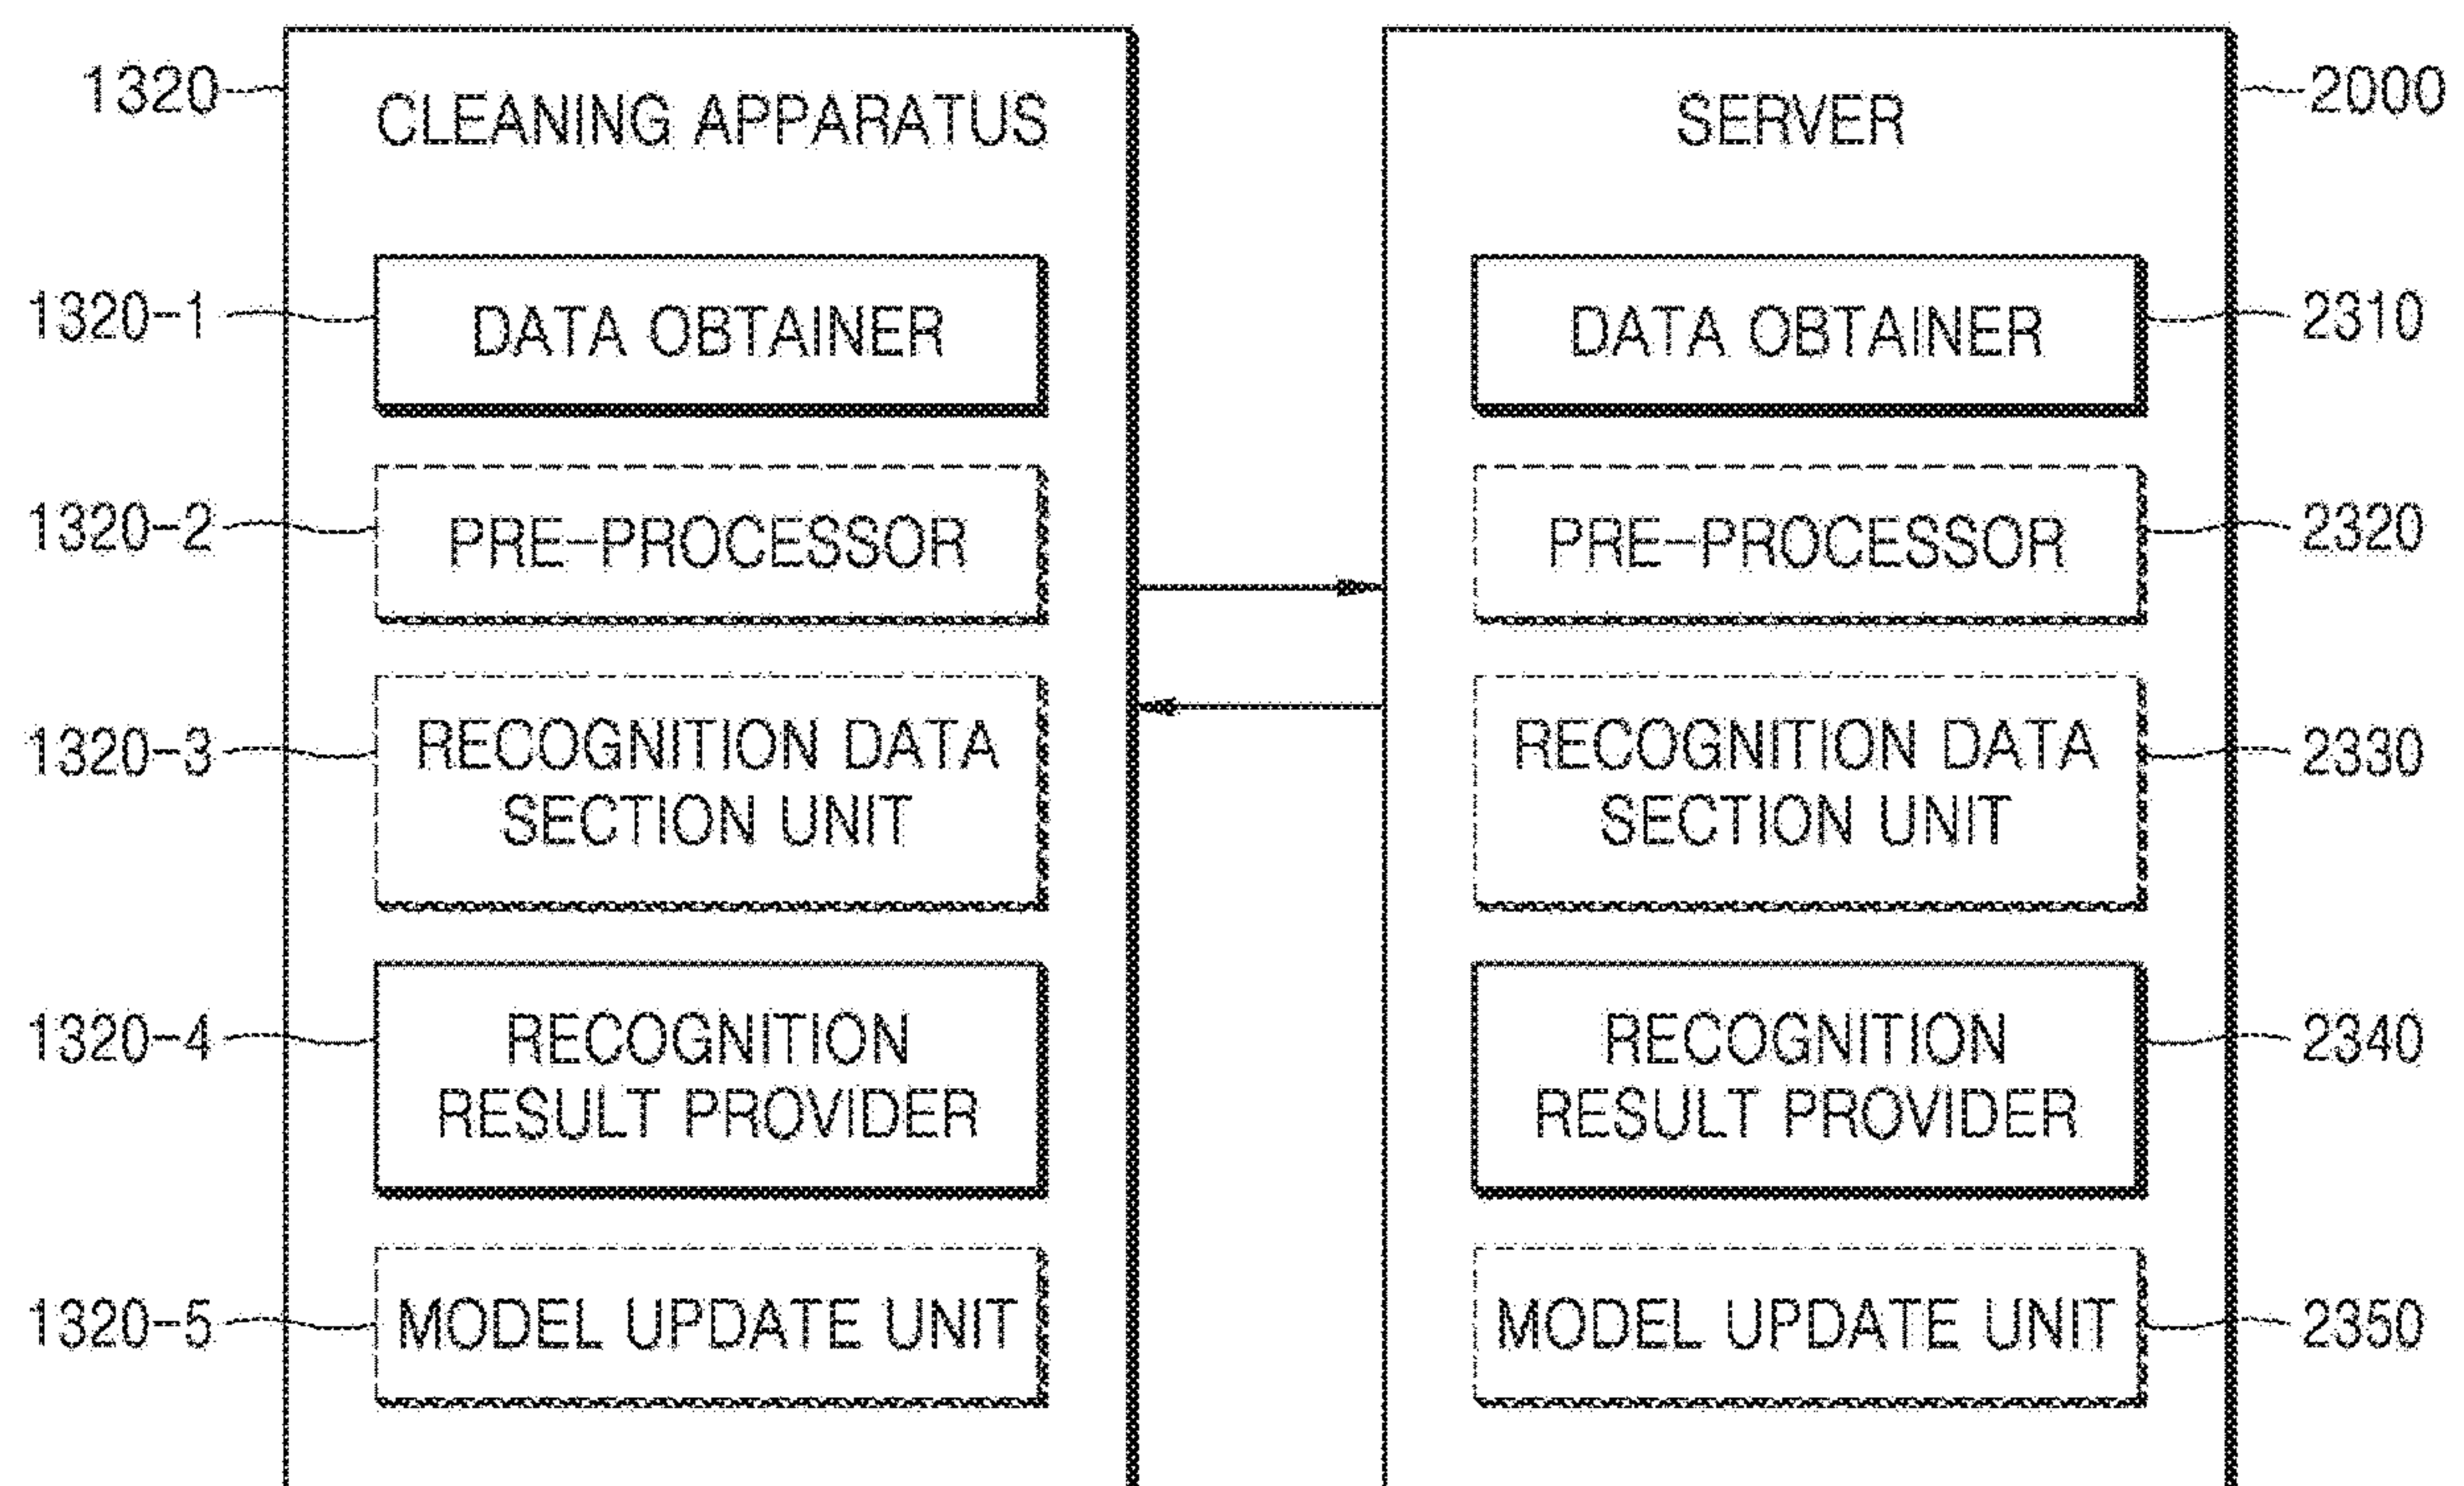 1320
CLEANING APPARATUS
1320-1
DATA OBTAINER
1320-2
PRE-PROCESSOR
1320-3
RECOGNITION DATA
SECTION UNIT
1320-4
RECOGNITION
RESULT PROVIDER
1320-5
MODEL UPDATE UNIT
SERVER
2000
DATA OBTAINER
2310
PRE-PROCESSOR
2320
RECOGNITION DATA
SECTION UNIT
2330
RECOGNITION
RESULT PROVIDER
2340
MODEL UPDATE UNIT
2350